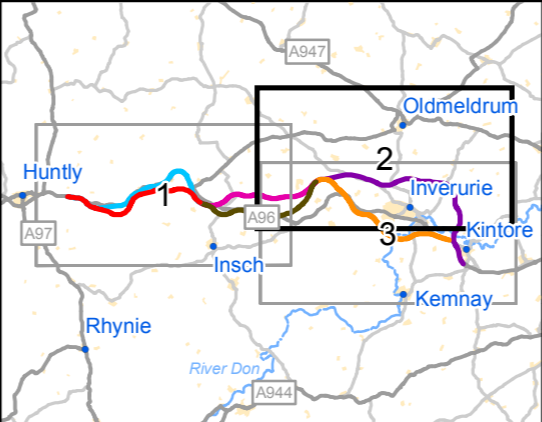 A947
Oldmeldrum
2
Huntly
1
Inverurie
A96
A97
3
Kintore
Insch
Kemnay
Rhynie
River Don
A944